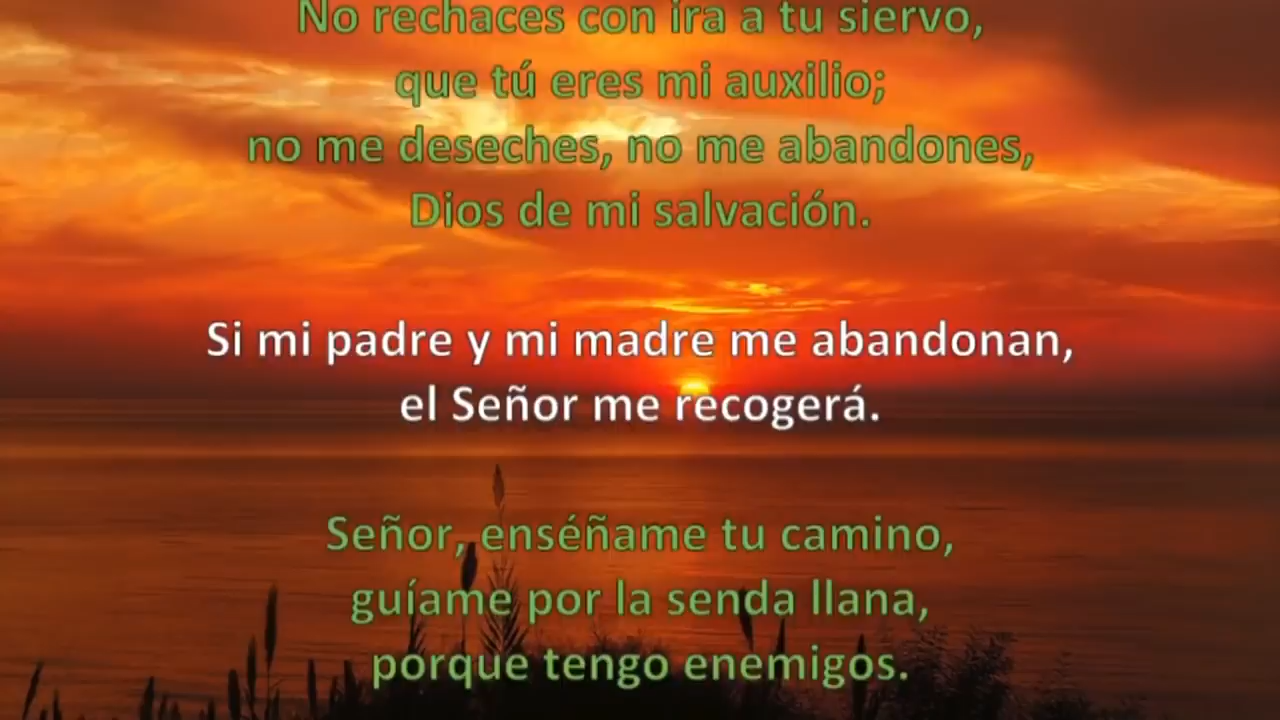 No rechaces con ira a tu siervo,
que tú eres mi auxilio;
no me deseches, no me abandones,
Dios de mi salvación.
Si mi padre y mi madre me abandonan,
el Señor me recogerá.
Señor, enséñame tu camino,
guíame por la senda llana,
porque tengo enemigos.